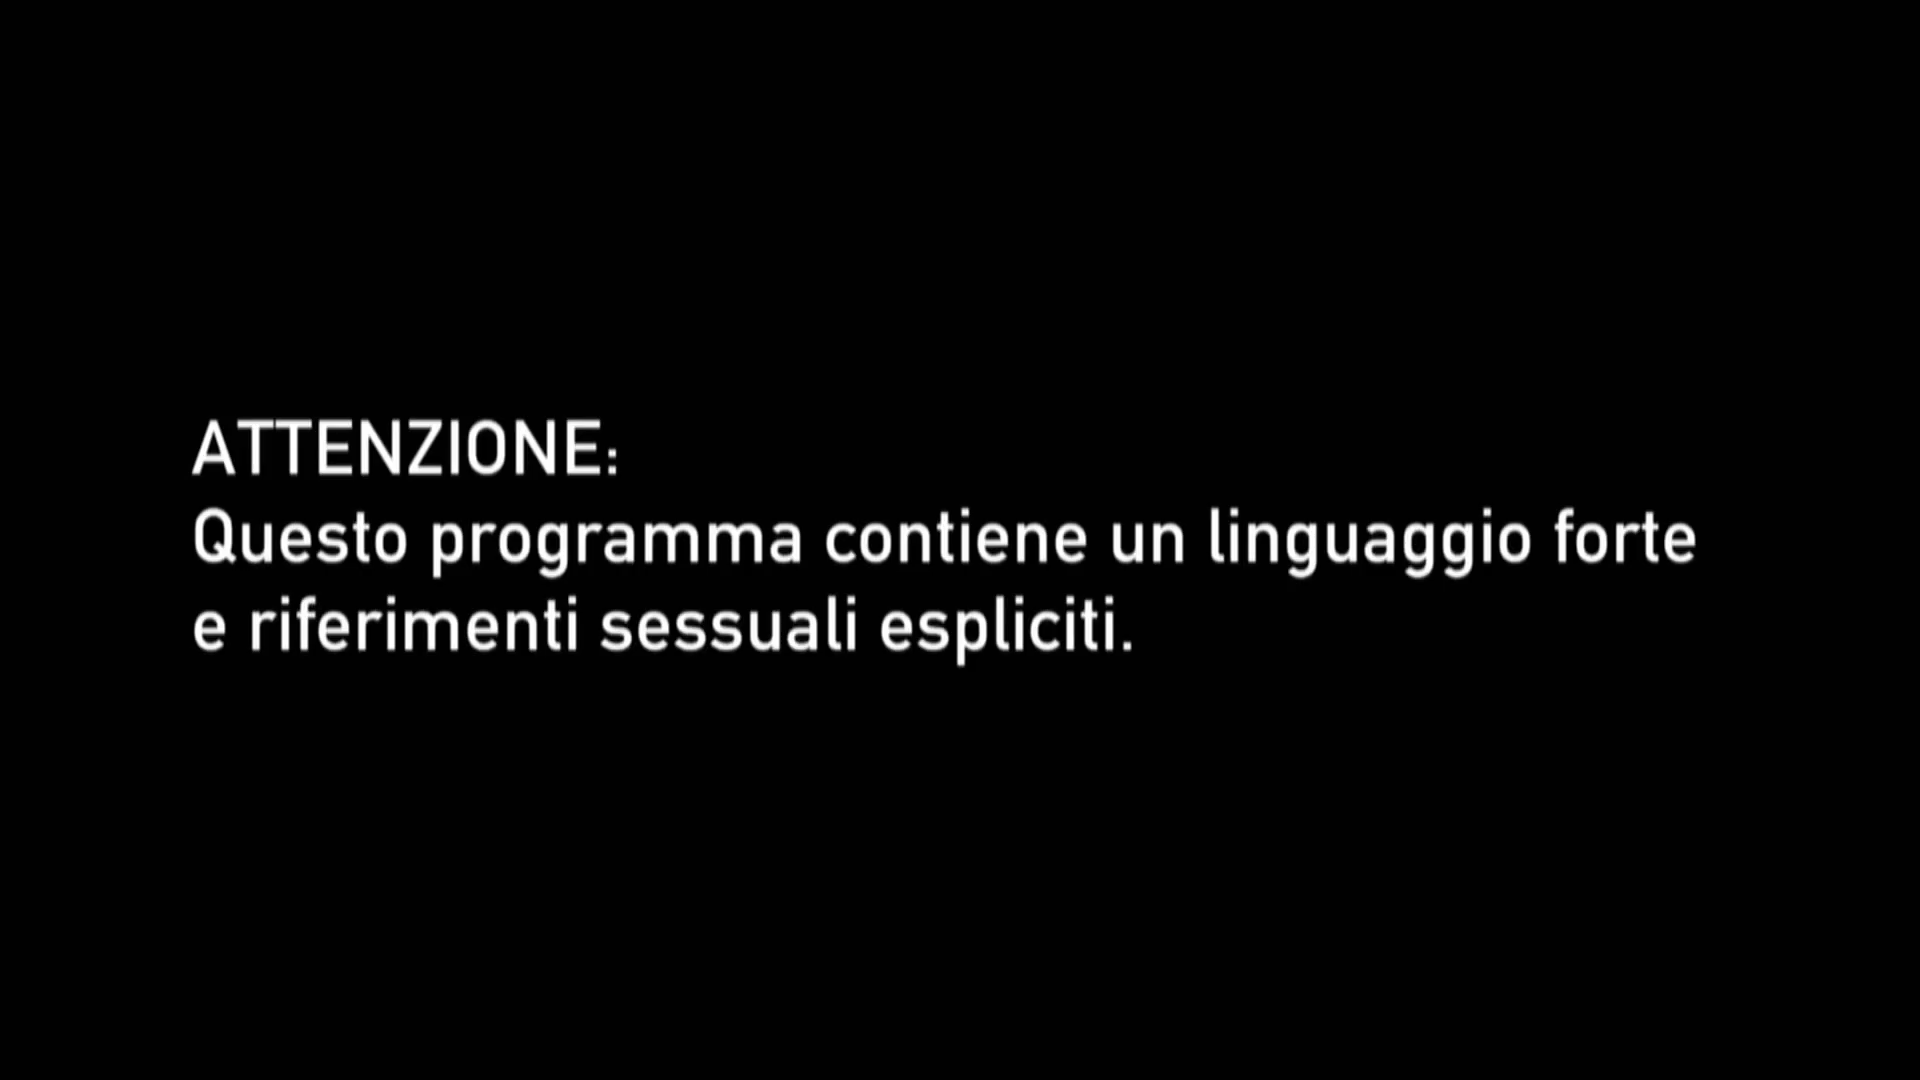 ATTENZIONE:
Questo programma contiene un linguaggio forte
e riferimenti sessuali espliciti.